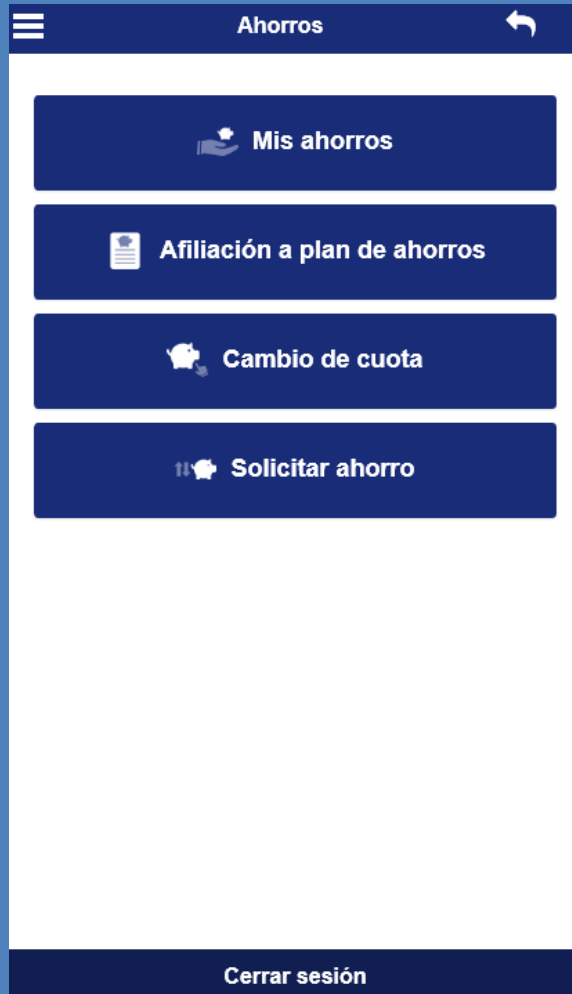 Ahorros
Mis ahorros
Afiliación a plan de ahorros
Cambio de cuota
Solicitar ahorro
Cerrar sesión